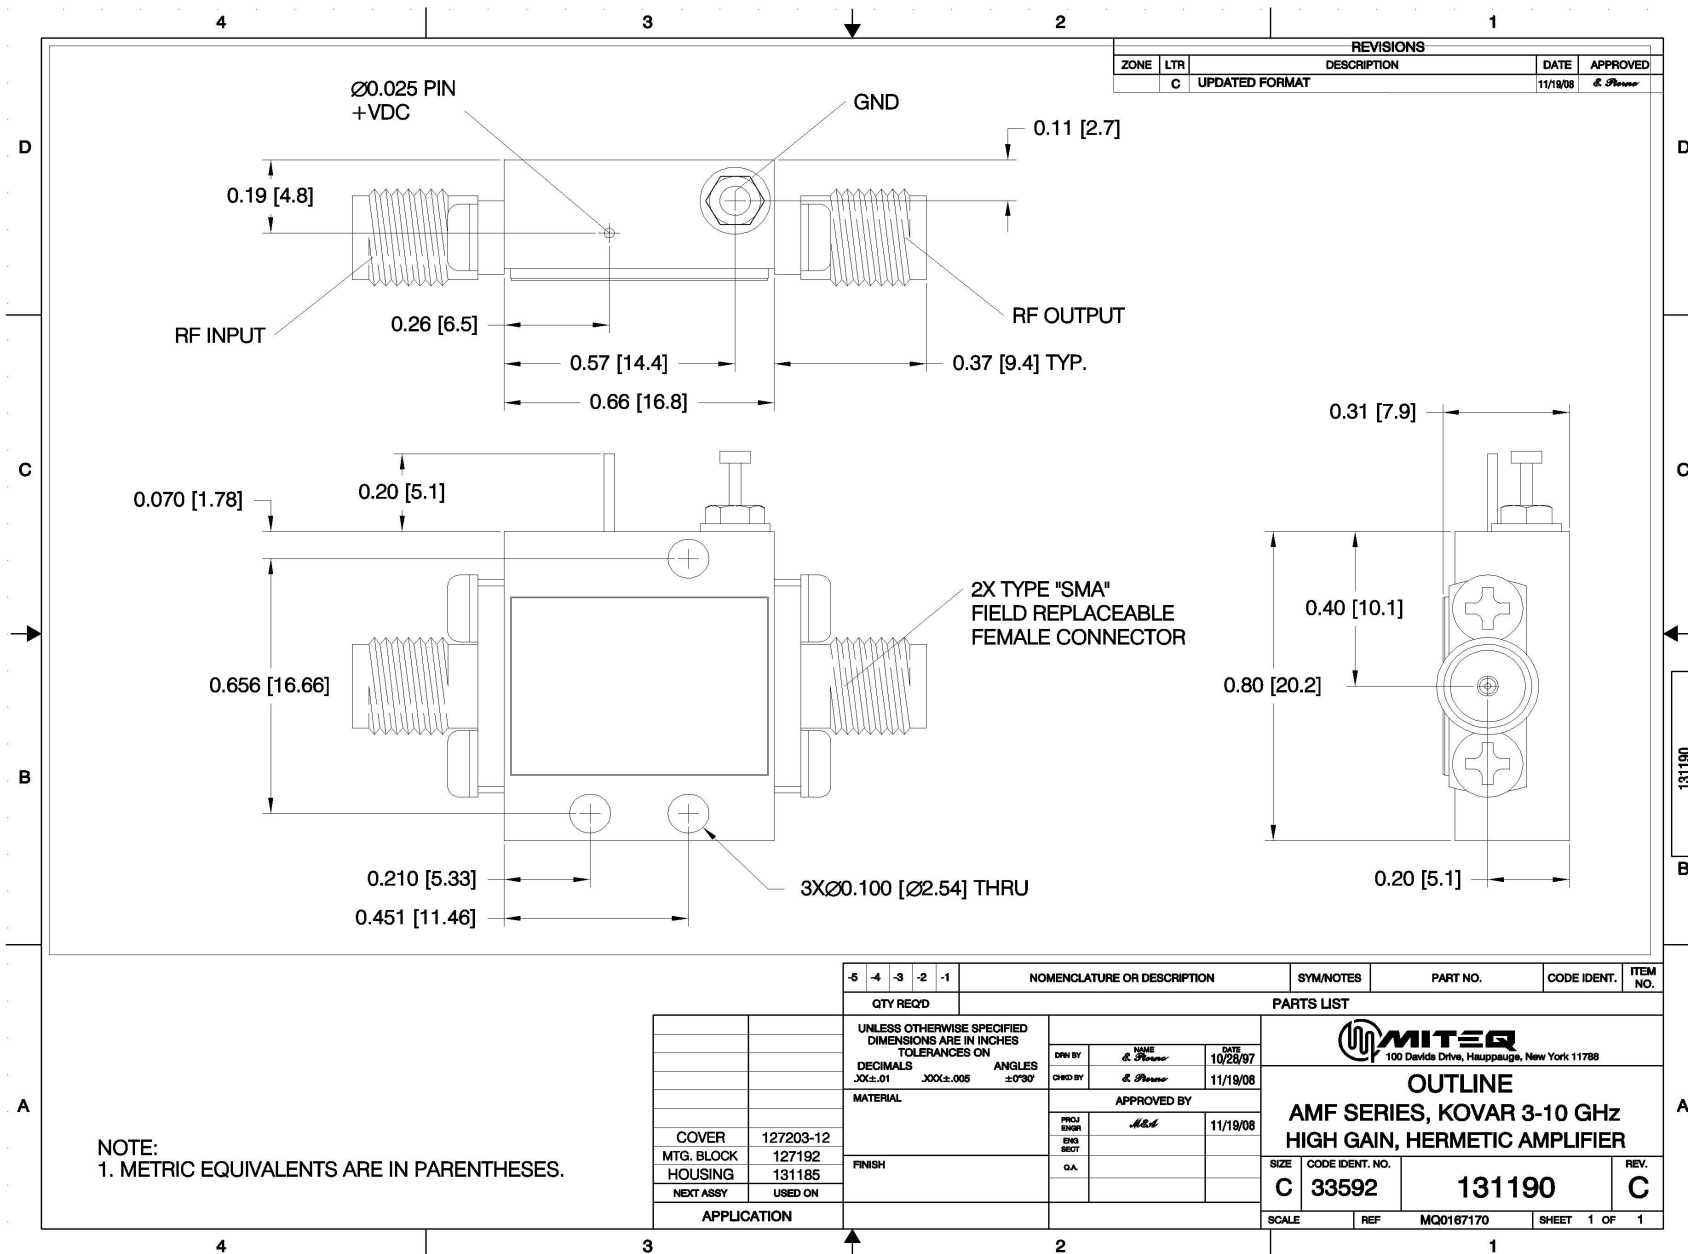 4 3 2 1
REVISIONS
ZONE LTR DESCRIPTION DATE APPROVED
C UPDATED FORMAT 11/19/08
Ø0.025 PIN
+VDC
GND
0.11 [2.7]
D D
0.19 [4.8]
RF INPUT
0.26 [6.5]
RF OUTPUT
0.57 [14.4]
0.37 [9.4] TYP.
0.66 [16.8]
0.31 [7.9]
C C
0.070 [1.78]
0.20 [5.1]
2X TYPE "SMA"
FIELD REPLACEABLE
FEMALE CONNECTOR
0.40 [10.1]
0.656 [16.66]
0.80 [20.2]
131190
B B
0.210 [5.33]
3XØ0.100 [Ø2.54] THRU
0.20 [5.1]
0.451 [11.46]
-5 -4 -3 -2 -1 NOMENCLATURE OR DESCRIPTION SYM/NOTES PART NO. CODE IDENT. ITEM NO.
QTY REQ'D PARTS LIST
UNLESS OTHERWISE SPECIFIED
DIMENSIONS ARE IN INCHES
TOLERANCES ON
DECIMALS ANGLES
.XX±.01 .XXX±.005 ±0°30'
MATERIAL
FINISH
NAME DATE
DRN BY 10/28/97
CHKD BY 11/19/08
APPROVED BY
PROJ ENGR 11/19/08
ENG SECT
Q.A.
MITEQ
100 Davids Drive, Hauppauge, New York 11788
OUTLINE
AMF SERIES, KOVAR 3-10 GHz
HIGH GAIN, HERMETIC AMPLIFIER
SIZE CODE IDENT. NO. REV.
C 33592 131190 C
SCALE REF MQ0167170 SHEET 1 OF 1
A A
NOTE:
1. METRIC EQUIVALENTS ARE IN PARENTHESES.
COVER 127203-12
MTG. BLOCK 127192
HOUSING 131185
NEXT ASSY USED ON
APPLICATION
4 3 2 1